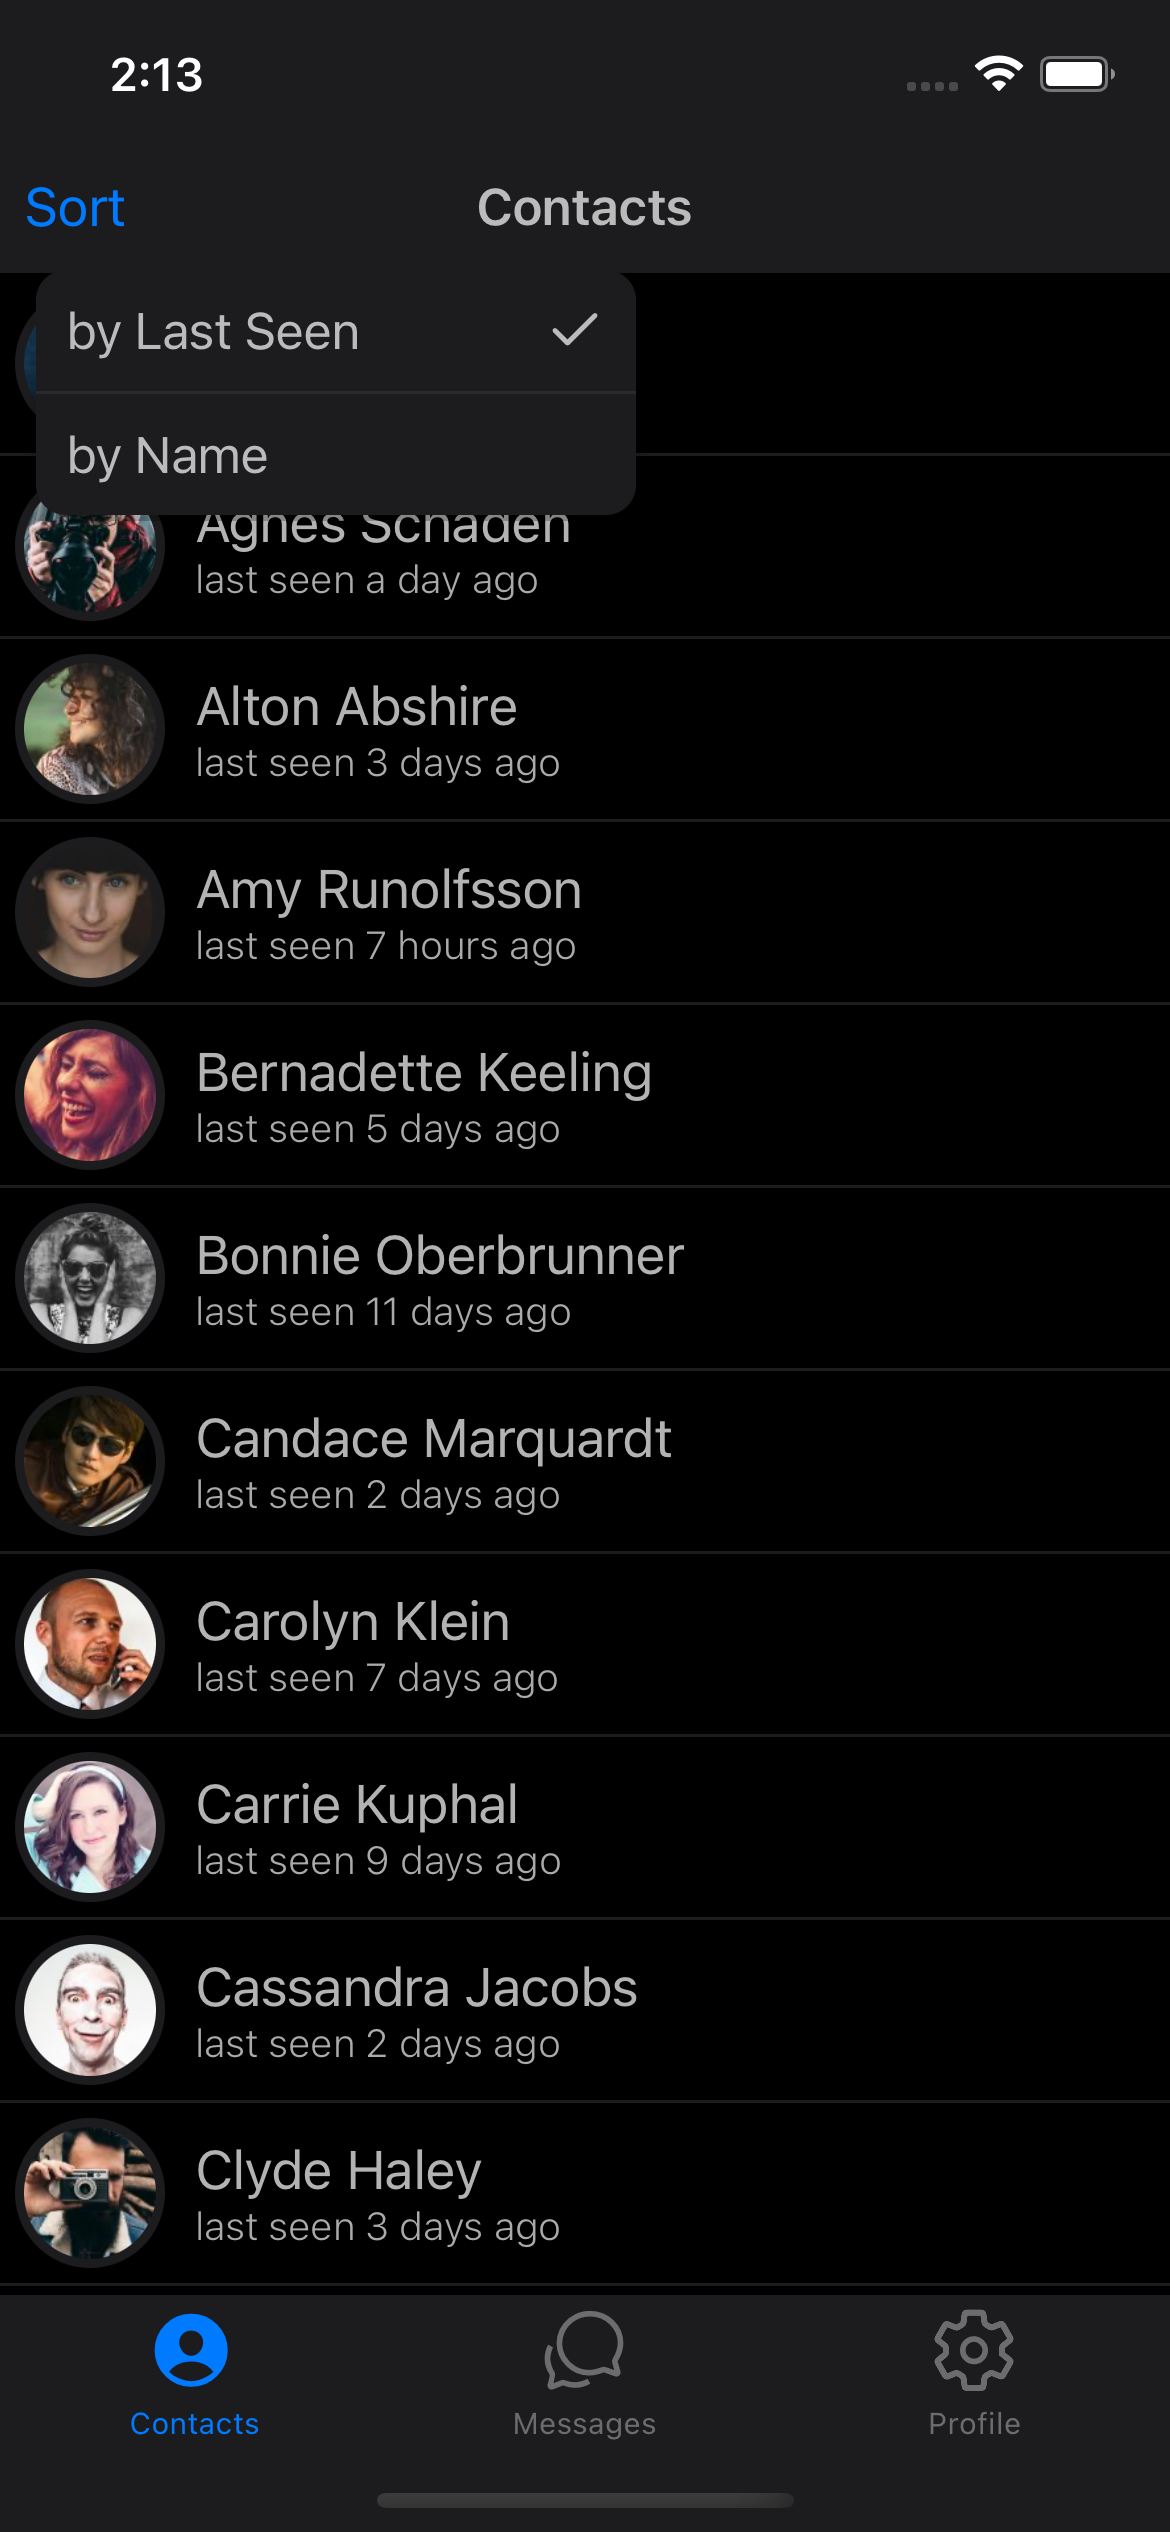 2:13
Sort
Contacts
by Last Seen
by Name
Agnes Schaden
last seen a day ago
Alton Abshire
last seen 3 days ago
Amy Runolfsson
last seen 7 hours ago
Bernadette Keeling
last seen 5 days ago
Bonnie Oberbrunner
last seen 11 days ago
Candace Marquardt
last seen 2 days ago
Carolyn Klein
last seen 7 days ago
Carrie Kuphal
last seen 9 days ago
Cassandra Jacobs
last seen 2 days ago
Clyde Haley
last seen 3 days ago
Contacts
Messages
Profile